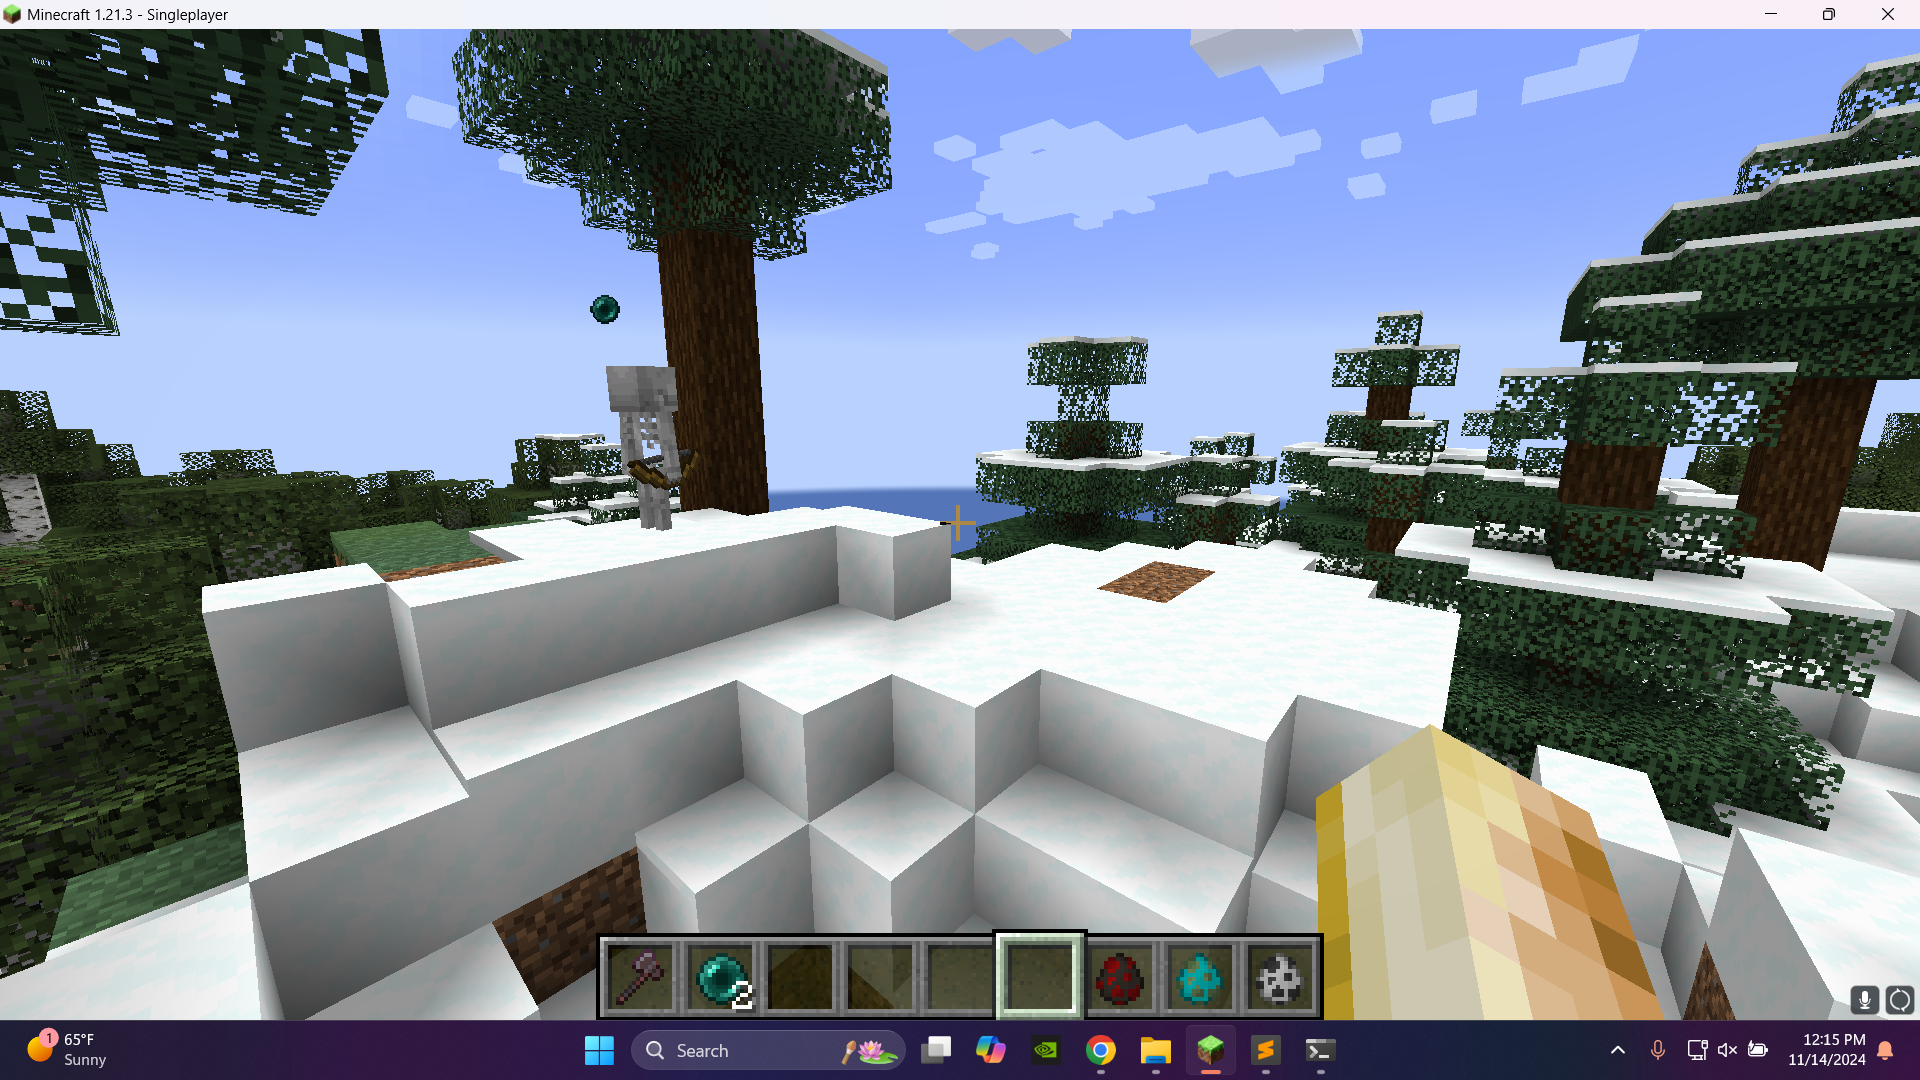 Minecraft 1.21.3 - Singleplayer
2
1
65°F
Sunny
Search
12:15 PM
11/14/2024